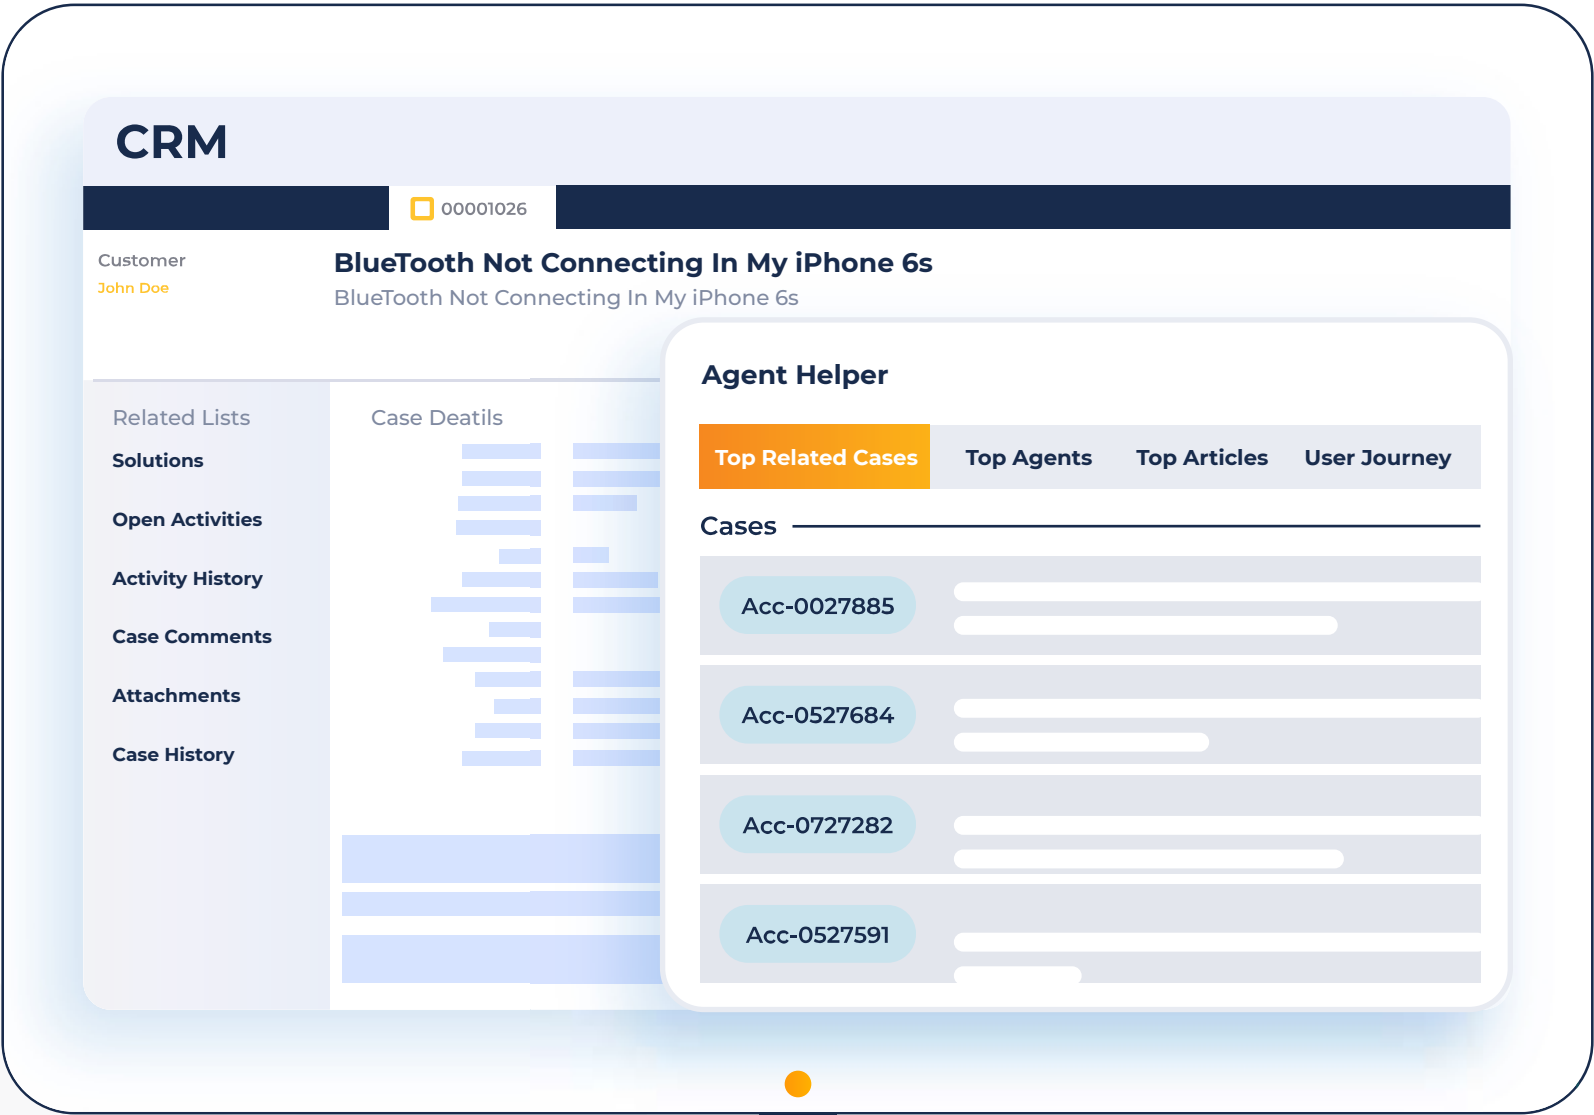 CRM
00001026
Customer
John Doe
BlueTooth Not Connecting In My iPhone 6s
BlueTooth Not Connecting In My iPhone 6s
Related Lists
Solutions
Open Activities
Activity History
Case Comments
Attachments
Case History
Case Deatils
Agent Helper
Top Related Cases Top Agents Top Articles User Journey
Cases
Acc-0027885
Acc-0527684
Acc-0727282
Acc-0527591